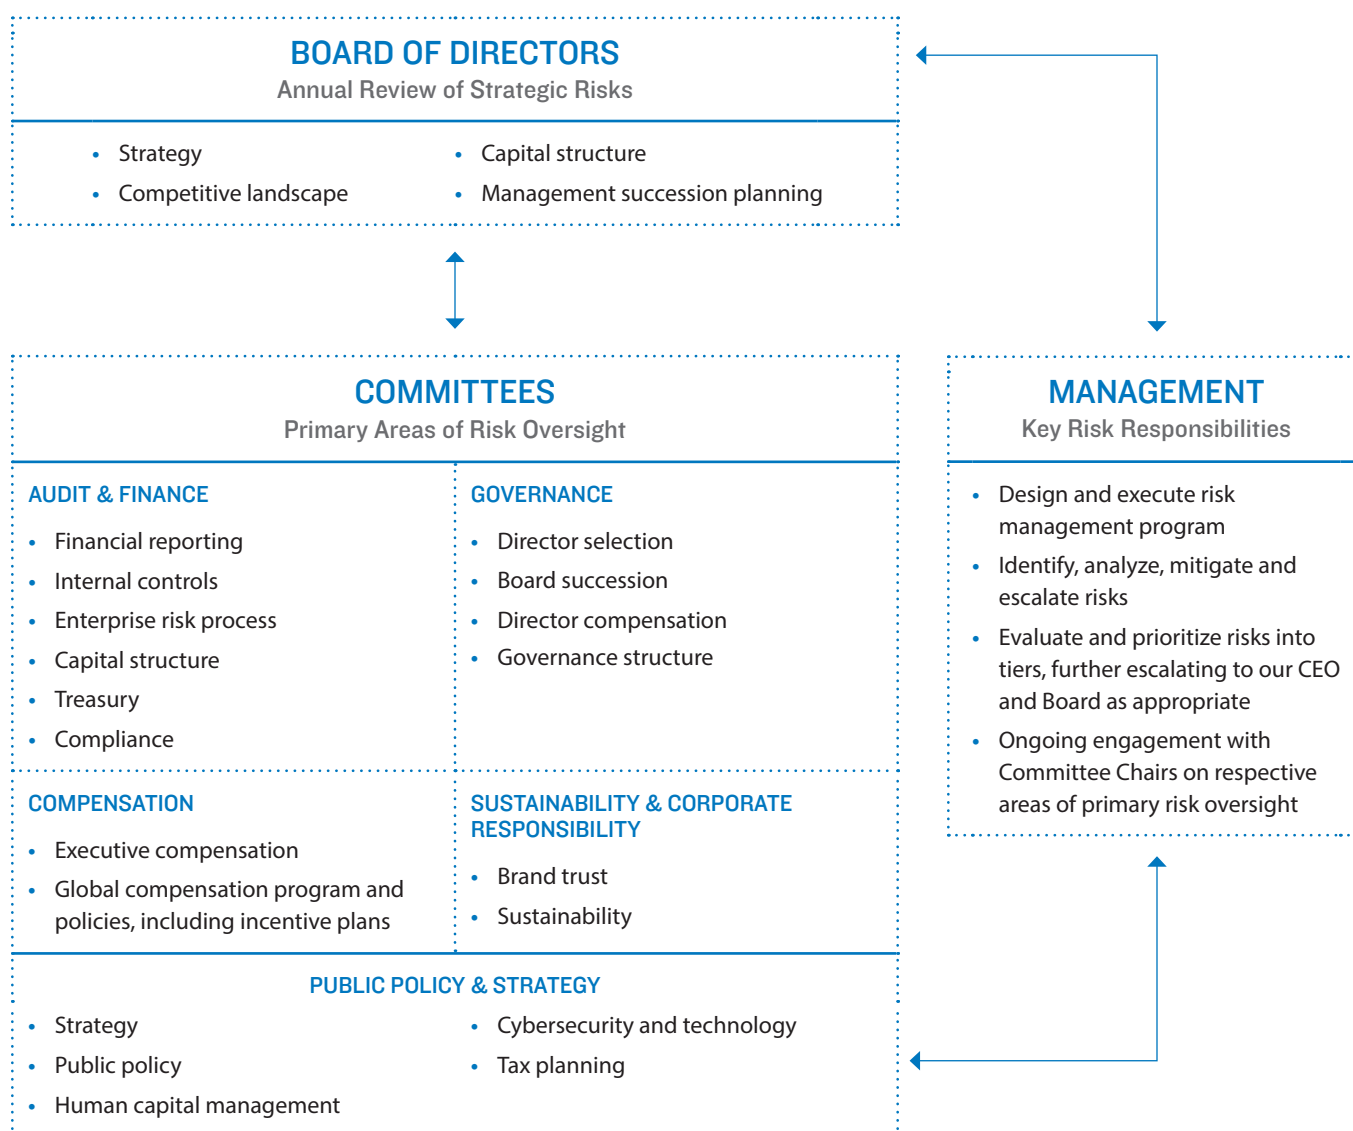 BOARD OF DIRECTORS
Annual Review of Strategic Risks
• Strategy
• Competitive landscape
• Capital structure
• Management succession planning
COMMITTEES
Primary Areas of Risk Oversight
AUDIT & FINANCE
• Financial reporting
• Internal controls
• Enterprise risk process
• Capital structure
• Treasury
• Compliance
GOVERNANCE
• Director selection
• Board succession
• Director compensation
• Governance structure
COMPENSATION
• Executive compensation
• Global compensation program and
policies, including incentive plans
SUSTAINABILITY & CORPORATE
RESPONSIBILITY
• Brand trust
• Sustainability
PUBLIC POLICY & STRATEGY
• Strategy
• Public policy
• Human capital management
• Cybersecurity and technology
• Tax planning
MANAGEMENT
Key Risk Responsibilities
• Design and execute risk
management program
• Identify, analyze, mitigate and
escalate risks
• Evaluate and prioritize risks into
tiers, further escalating to our CEO
and Board as appropriate
• Ongoing engagement with
Committee Chairs on respective
areas of primary risk oversight